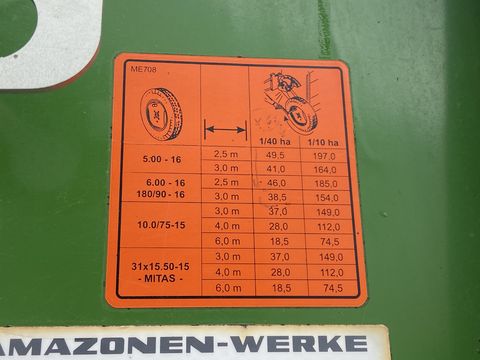 ME708
1/40 ha 1/10 ha
5.00 - 16 2,5 m 49,5 197,0
3,0 m 41,0 164,0
6.00 - 16 2,5 m 46,0 185,0
180/90 - 16 3,0 m 38,5 154,0
10.0/75-15 3,0 m 37,0 149,0
4,0 m 28,0 112,0
6,0 m 18,5 74,5
31x15.50-15 3,0 m 37,0 149,0
- MITAS - 4,0 m 28,0 112,0
6,0 m 18,5 74,5
AMAZONEN-WERKE